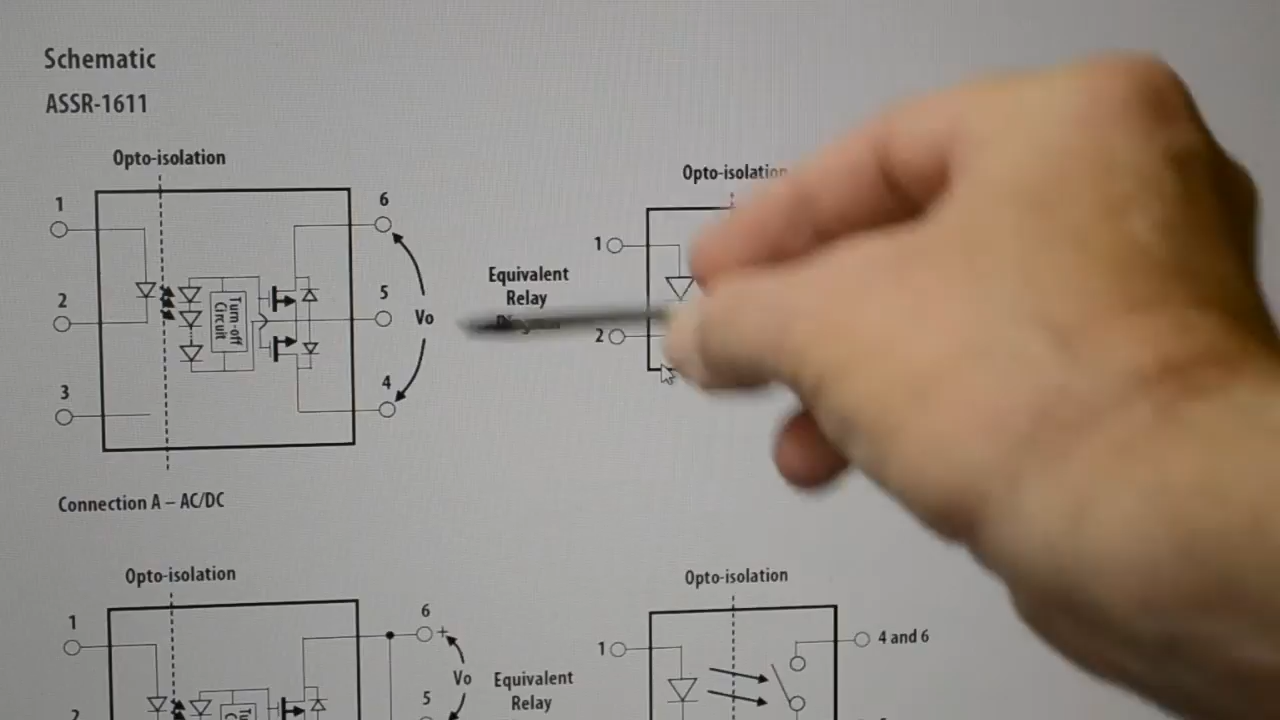 Schematic
ASSR-1611
Opto-isolation
1
2
3
Turn-off
Circuit
6
5
4
Vo
Equivalent
Relay
Opto-isolation
1
2
Connection A – AC/DC
Opto-isolation
1
2
6
+
5
Vo
Equivalent
Relay
Opto-isolation
1
4 and 6